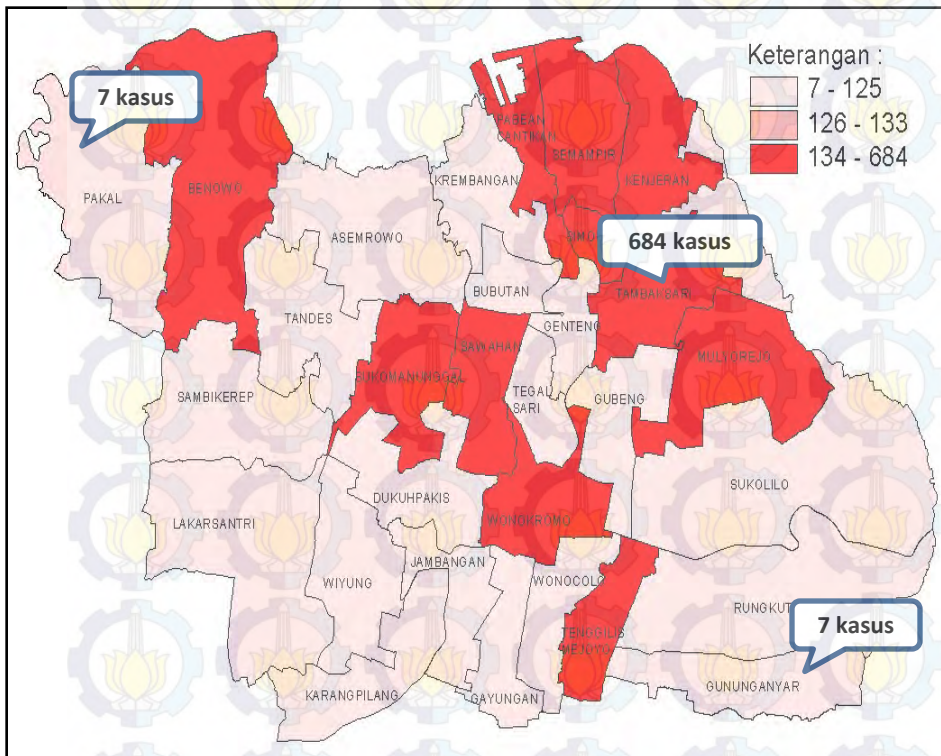 Keterangan :
7 - 125
126 - 133
134 - 684
7 kasus
PABEAN
CANTIKAN
SEMAMPIR
KREMBANGAN
KENJERAN
PAKAL
BENOWO
ASEMROWO
684 kasus
BUBUTAN
TAMBAKSARI
TANDES
GENTENG
SAWAHAN
MULYOREJO
SUKOMANUNGGAL
SAMBIKEREP
TEGAL
SARI
GUBENG
SUKOLILO
DUKUHPAKIS
LAKARSANTRI
WONOKROMO
JAMBANGAN
WIYUNG
WONOCOLO
RUNGKUT
7 kasus
TENGGILIS
MEJOYO
GUNUNGANYAR
KARANGPILANG
GAYUNGAN